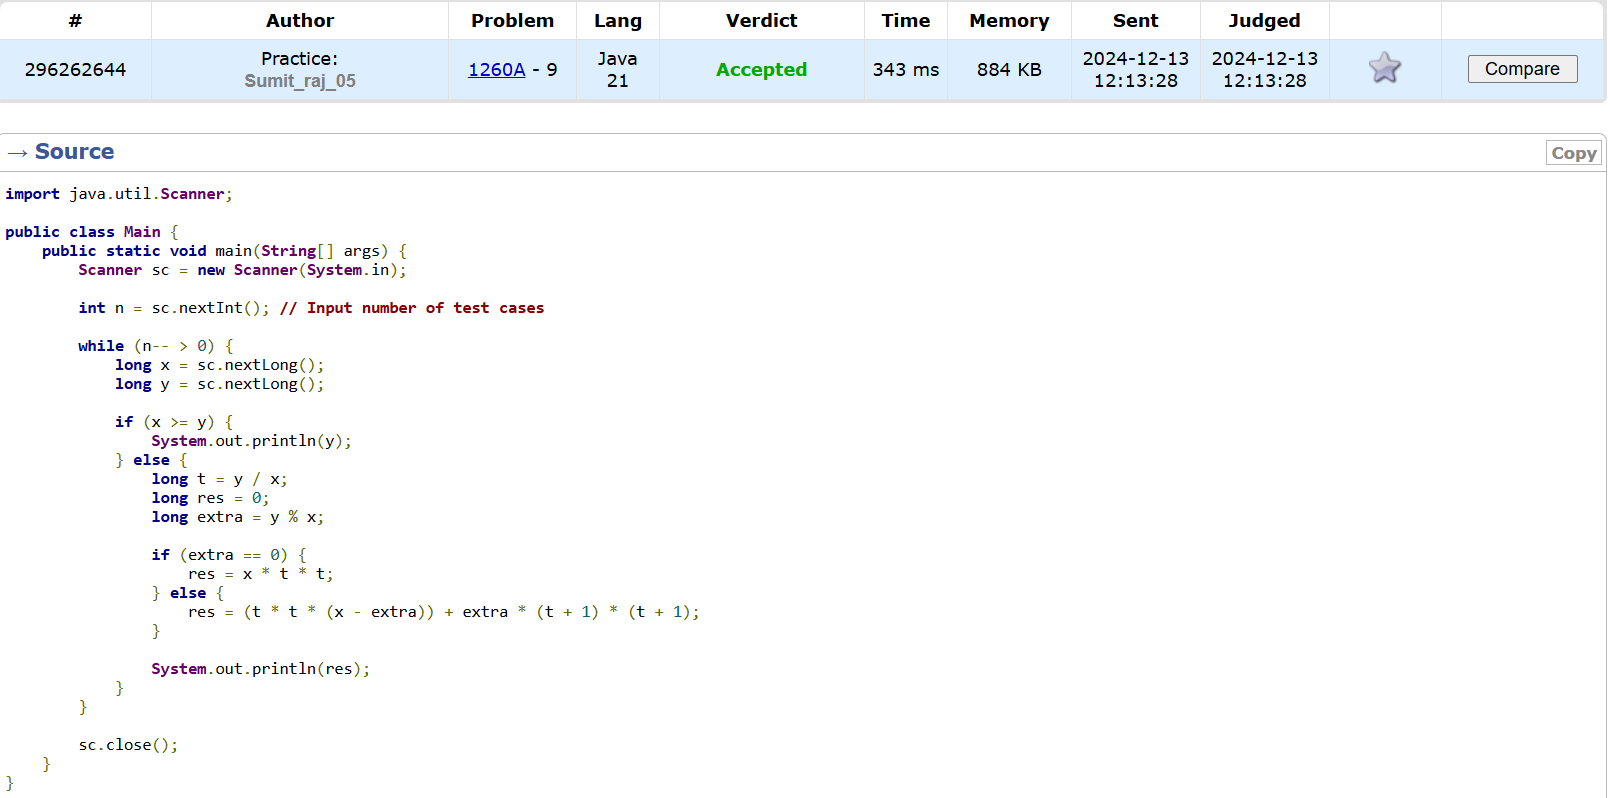 # Author Problem Lang Verdict Time Memory Sent Judged
296262644 Practice: Sumit_raj_05 1260A - 9 Java 21 Accepted 343 ms 884 KB 2024-12-13 12:13:28 2024-12-13 12:13:28 Compare
→ Source Copy
import java.util.Scanner;
public class Main {
    public static void main(String[] args) {
        Scanner sc = new Scanner(System.in);
        int n = sc.nextInt(); // Input number of test cases
        while (n-- > 0) {
            long x = sc.nextLong();
            long y = sc.nextLong();
            if (x >= y) {
                System.out.println(y);
            } else {
                long t = y / x;
                long res = 0;
                long extra = y % x;
                if (extra == 0) {
                    res = x * t * t;
                } else {
                    res = (t * t * (x - extra)) + extra * (t + 1) * (t + 1);
                }
                System.out.println(res);
            }
        }
        sc.close();
    }
}